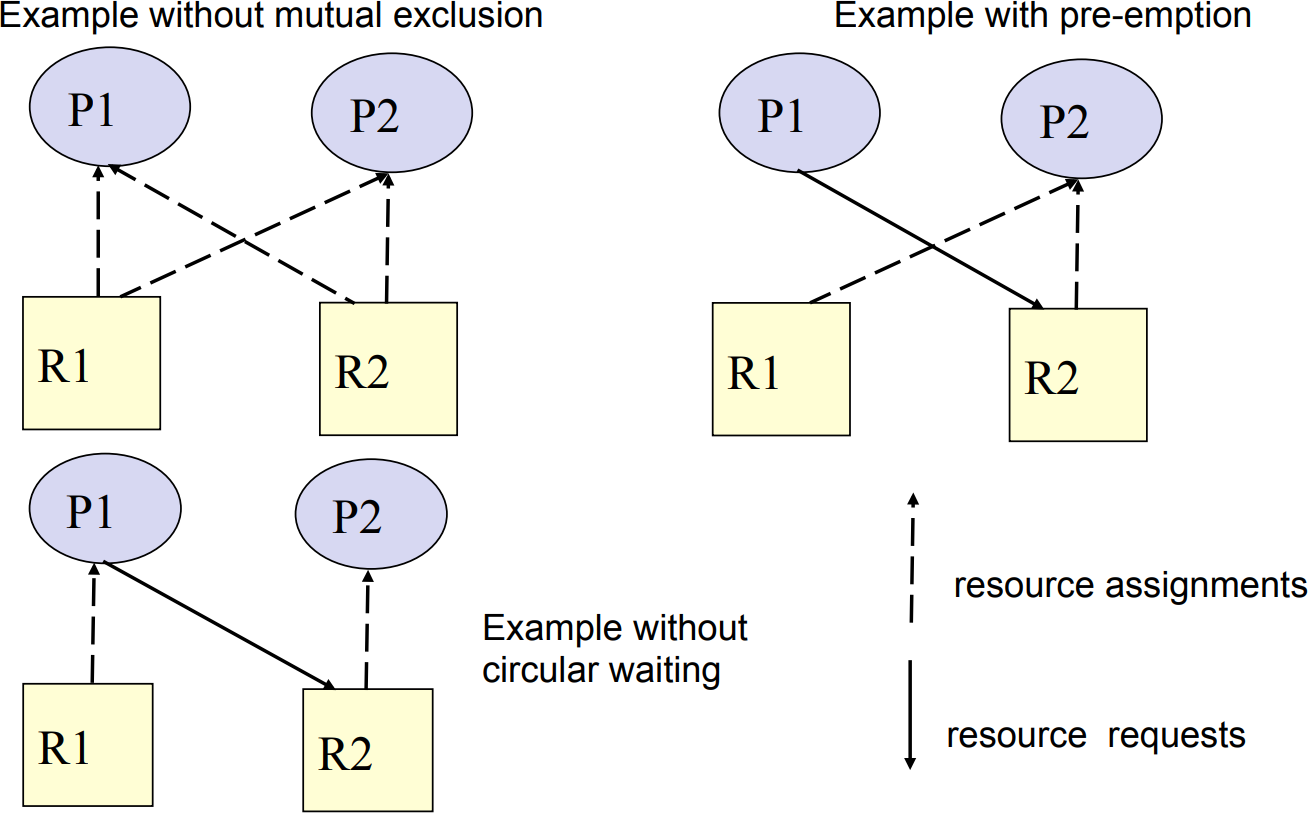 Example without mutual exclusion
Example with pre-emption
P1
P2
P1
P2
R1
R2
R1
R2
P1
P2
resource assignments
Example without
circular waiting
R1
R2
resource requests